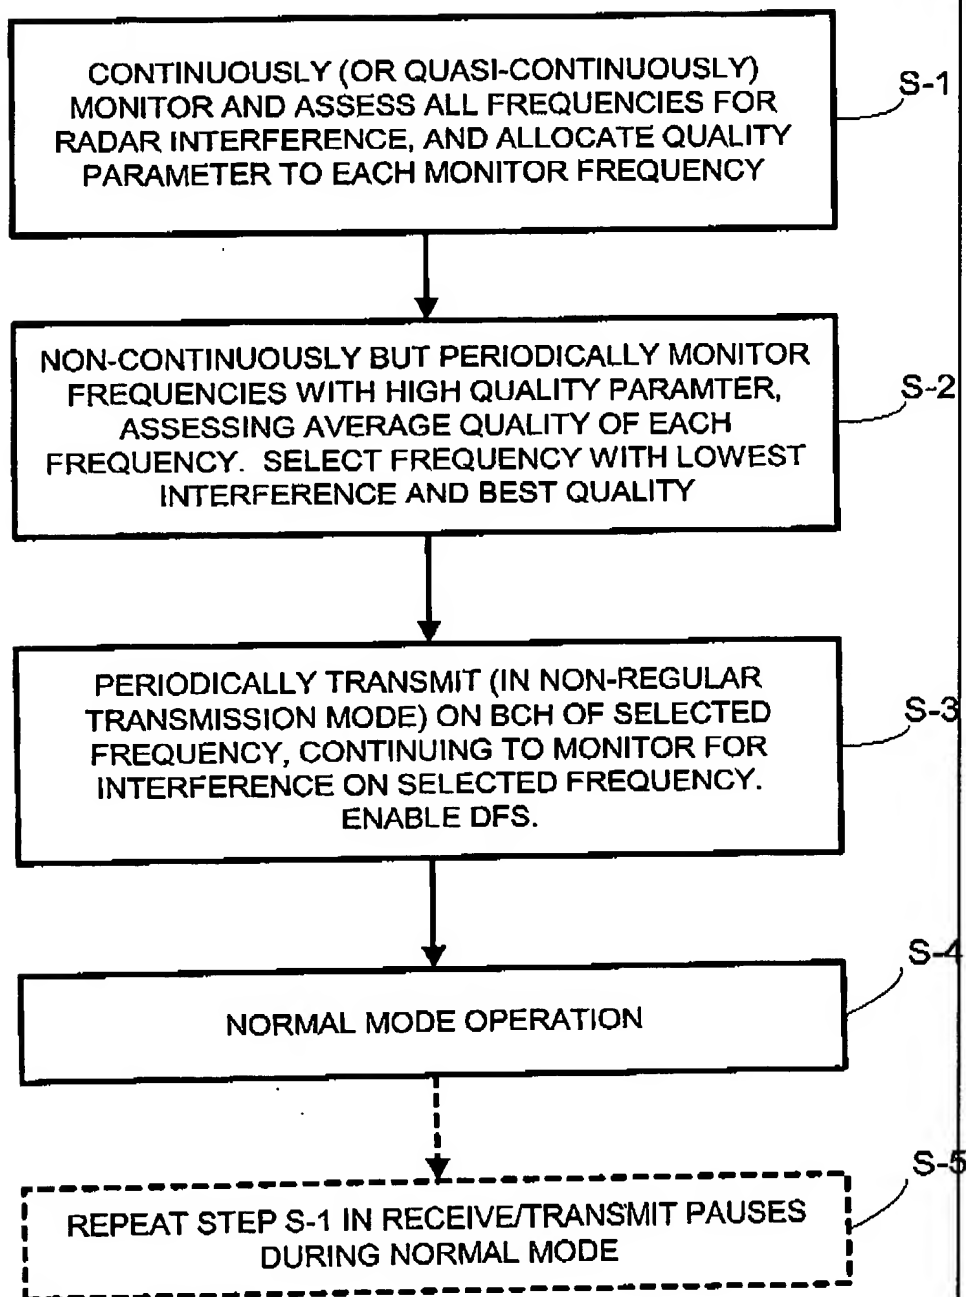 CONTINUOUSLY (OR QUASI-CONTINUOUSLY)
MONITOR AND ASSESS ALL FREQUENCIES FOR
RADAR INTERFERENCE, AND ALLOCATE QUALITY
PARAMETER TO EACH MONITOR FREQUENCY
S-1
NON-CONTINUOUSLY BUT PERIODICALLY MONITOR
FREQUENCIES WITH HIGH QUALITY PARAMTER,
ASSESSING AVERAGE QUALITY OF EACH
FREQUENCY. SELECT FREQUENCY WITH LOWEST
INTERFERENCE AND BEST QUALITY
S-2
PERIODICALLY TRANSMIT (IN NON-REGULAR
TRANSMISSION MODE) ON BCH OF SELECTED
FREQUENCY, CONTINUING TO MONITOR FOR
INTERFERENCE ON SELECTED FREQUENCY.
ENABLE DFS.
S-3
NORMAL MODE OPERATION
S-4
REPEAT STEP S-1 IN RECEIVE/TRANSMIT PAUSES
DURING NORMAL MODE
S-5